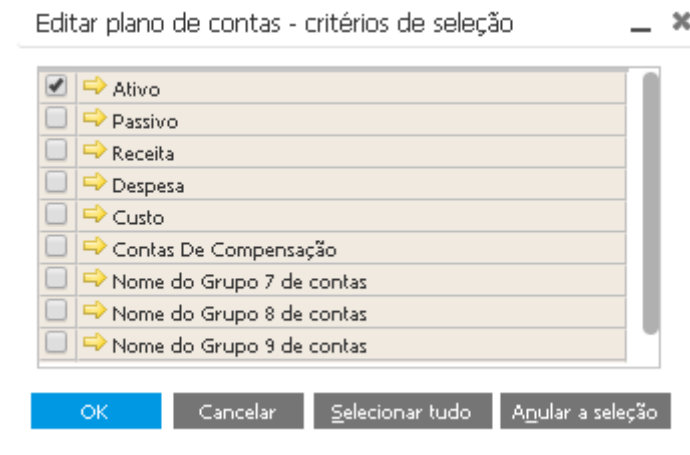 Editar plano de contas - critérios de seleção
Ativo
Passivo
Receita
Despesa
Custo
Contas De Compensação
Nome do Grupo 7 de contas
Nome do Grupo 8 de contas
Nome do Grupo 9 de contas
OK Cancelar Selecionar tudo Anular a seleção